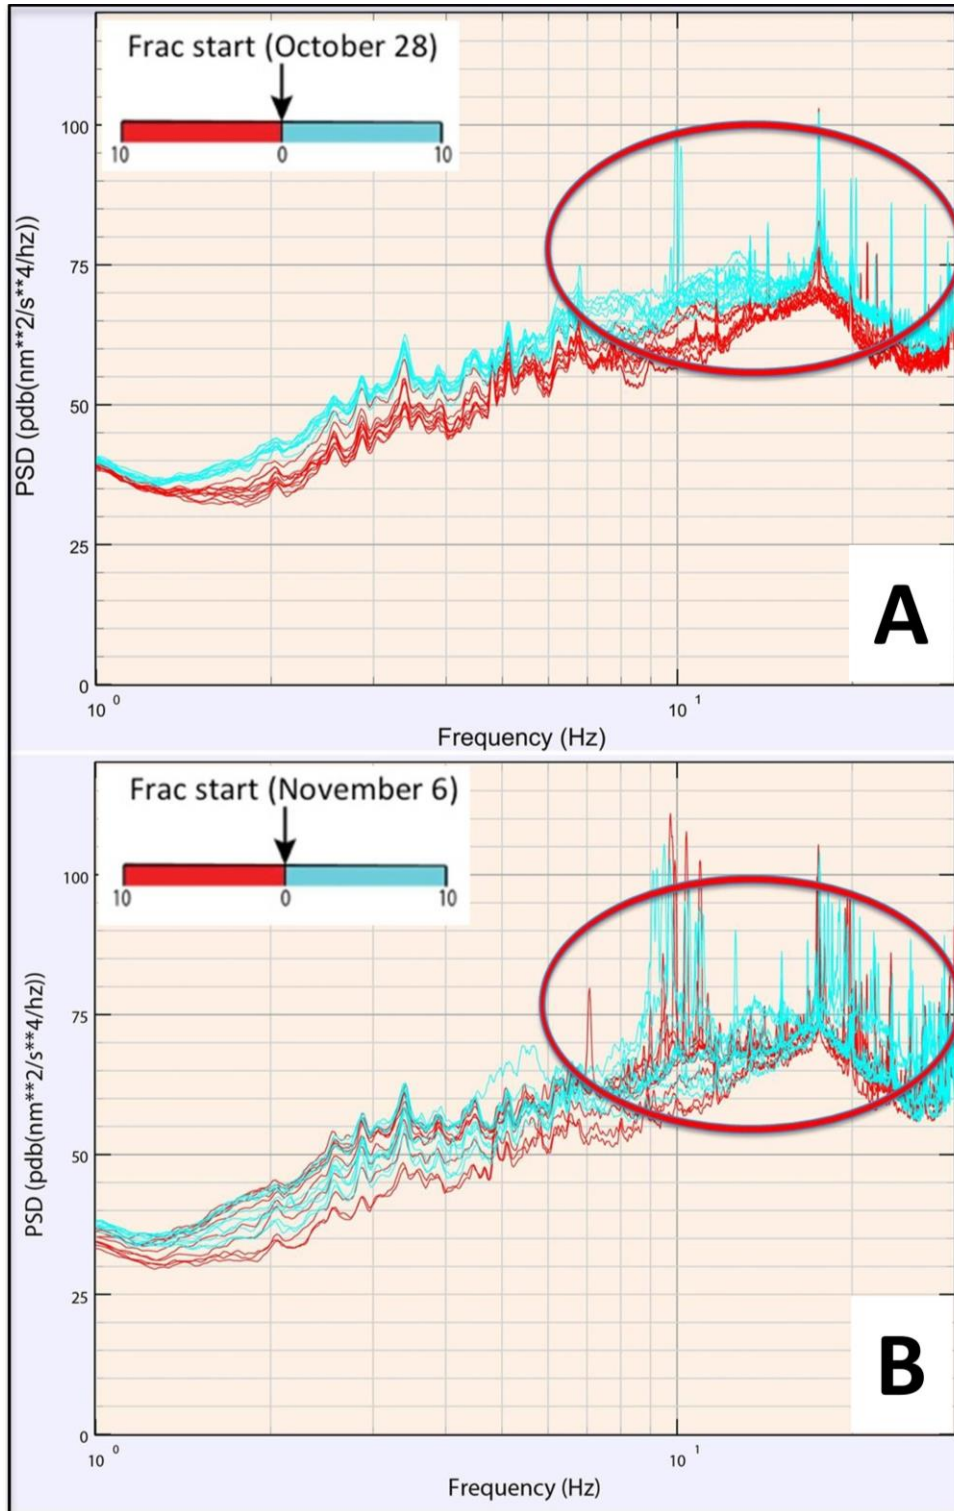 Frac start (October 28)
10 0 10
100
75
50
25
0
PSD (pdb(nm**2/s**4/hz))
A
10 0 10 1
Frequency (Hz)
Frac start (November 6)
10 0 10
100
75
50
25
0
PSD (pdb(nm**2/s**4/hz))
B
10 0 10 1
Frequency (Hz)